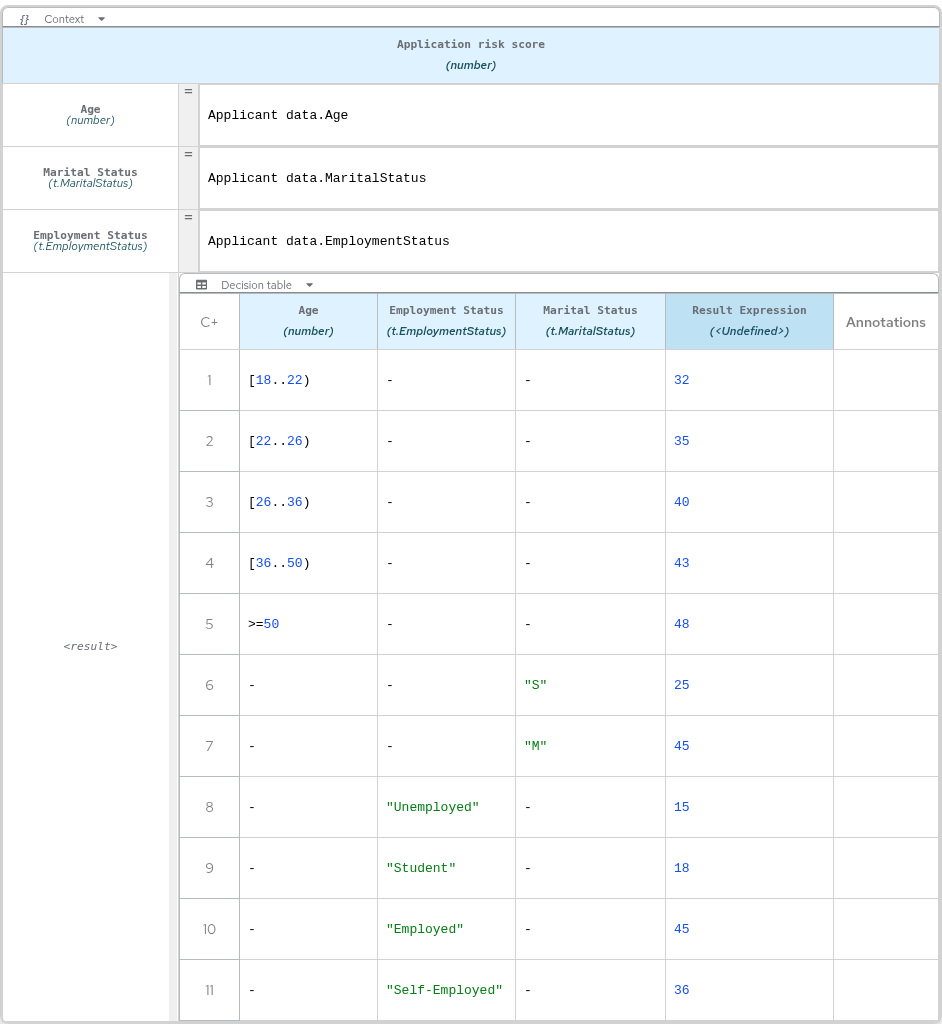 {} Context
Application risk score
(number)
Age
(number)
=
Applicant data.Age
Marital Status
(t.MaritalStatus)
=
Applicant data.MaritalStatus
Employment Status
(t.EmploymentStatus)
=
Applicant data.EmploymentStatus
<result>
Decision table
C+
Age
(number)
Employment Status
(t.EmploymentStatus)
Marital Status
(t.MaritalStatus)
Result Expression
(<Undefined>)
Annotations
1 [18..22) - - 32
2 [22..26) - - 35
3 [26..36) - - 40
4 [36..50) - - 43
5 >=50 - - 48
6 - - "S" 25
7 - - "M" 45
8 - "Unemployed" - 15
9 - "Student" - 18
10 - "Employed" - 45
11 - "Self-Employed" - 36